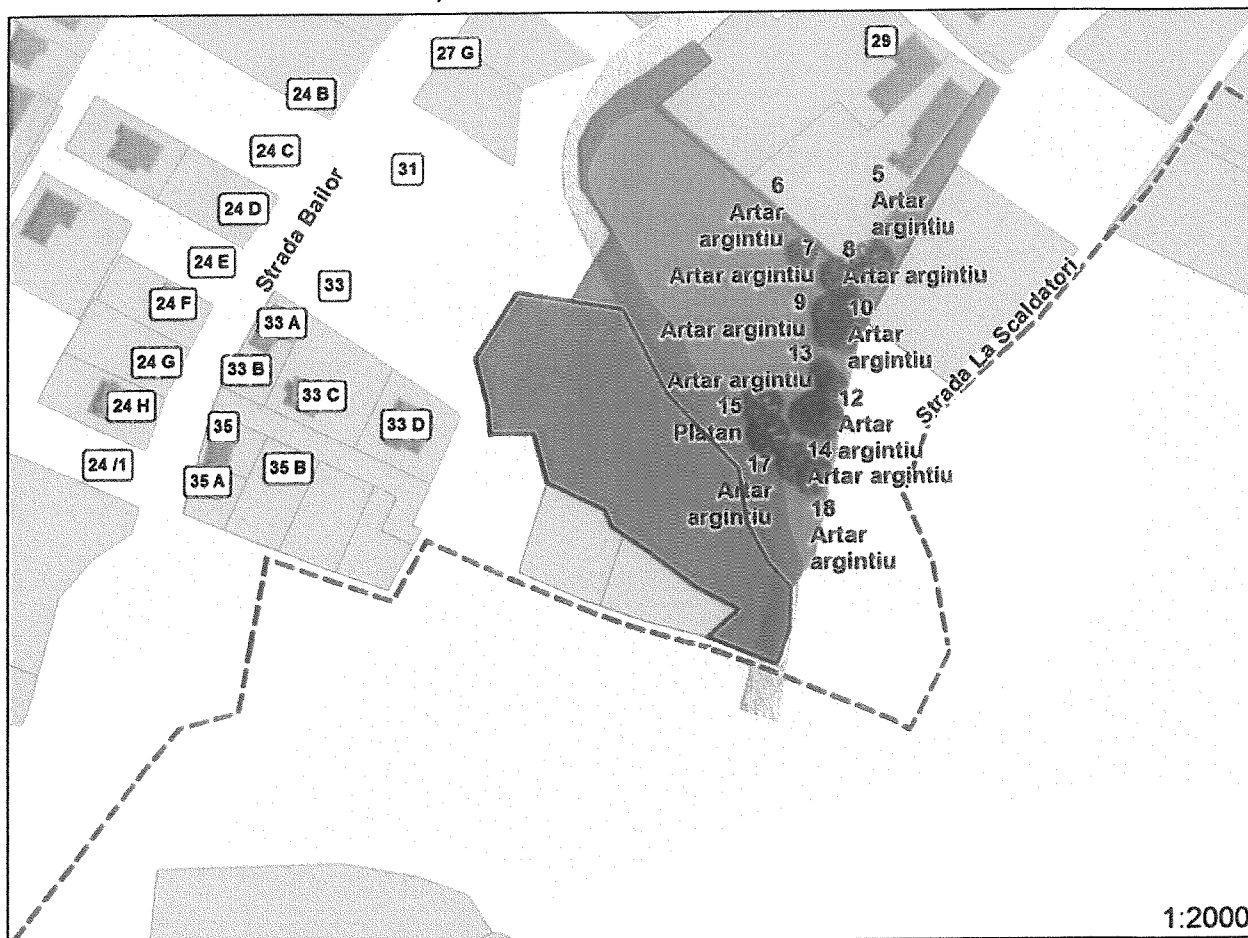 27 G
29
24 B
24 C
31
24 D
Strada Bailor
24 E
33
24 F
33 A
24 G
33 B
33 C
24 H
35
33 D
24 /1
35 A
35 B
5
Artar
argintiu
6
Artar
argintiu
7
Artar argintiu
8
Artar argintiu
9
Artar argintiu
10
Artar
argintiu
13
Artar argintiu
12
Artar
argintiu
15
Platan
14
Artar argintiu
17
Artar
argintiu
18
Artar
argintiu
Strada La Scaldatori
1:2000